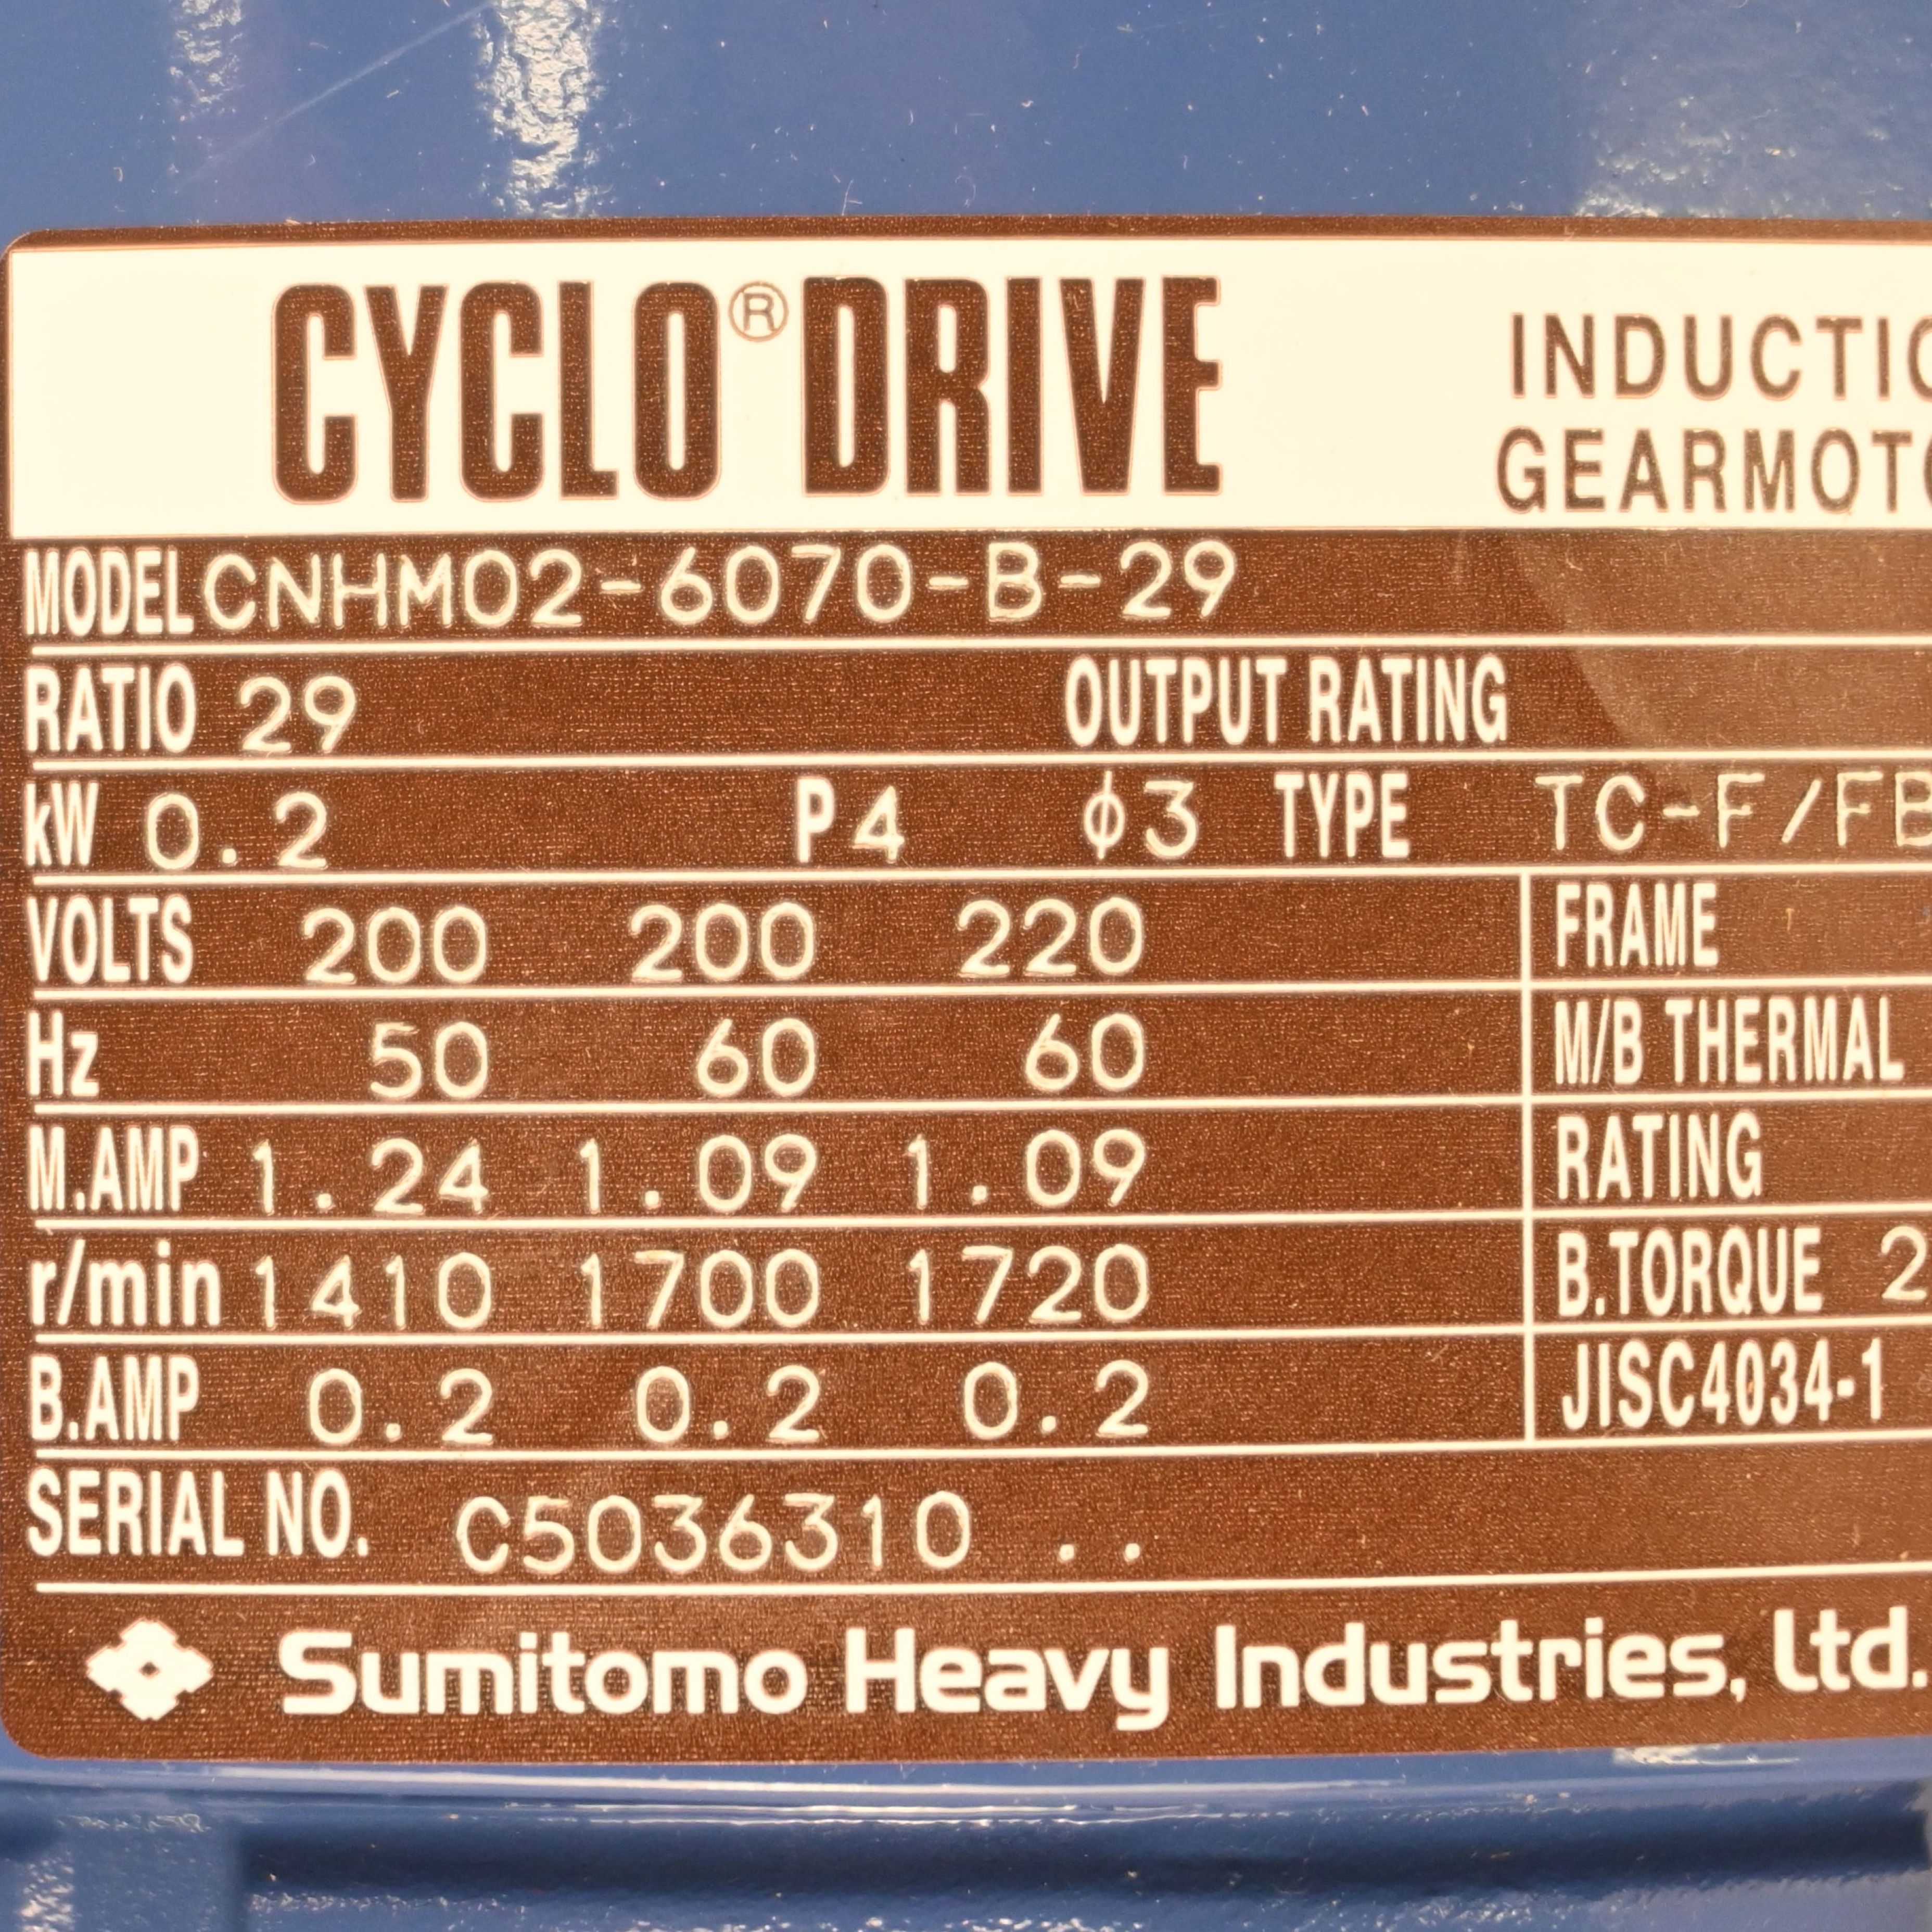 CYCLO® DRIVE
INDUCTIO
GEARMOTO
MODEL CNHM02-6070-B-29
RATIO 29 OUTPUT RATING
kW 0.2 P4 ϕ3 TYPE TC-F/FB
VOLTS 200 200 220 FRAME
Hz 50 60 60 M/B THERMAL
M.AMP 1.24 1.09 1.09 RATING
r/min 1410 1700 1720 B.TORQUE 2
B.AMP 0.2 0.2 0.2 JISC4034-1
SERIAL NO. C5036310 ..
Sumitomo Heavy Industries, Ltd.